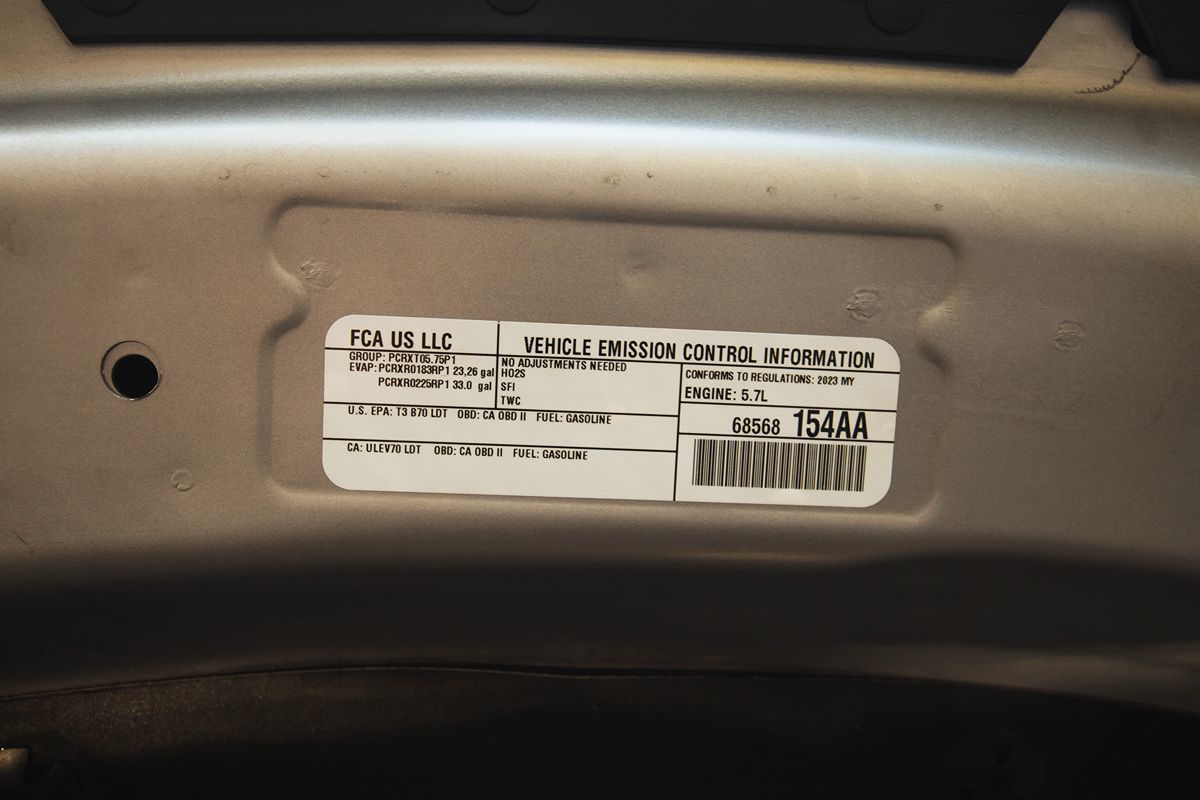 FCA US LLC
VEHICLE EMISSION CONTROL INFORMATION
GROUP: PCRXT05.75P1
EVAP: PCRXR0183RP1 23,26 gal
PCRXR0225RP1 33.0 gal
NO ADJUSTMENTS NEEDED
HO2S
SFI
TWC
CONFORMS TO REGULATIONS: 2023 MY
ENGINE: 5.7L
U.S. EPA: T3 B70 LDT OBD: CA OBD II FUEL: GASOLINE
68568 154AA
CA: ULEV70 LDT OBD: CA OBD II FUEL: GASOLINE